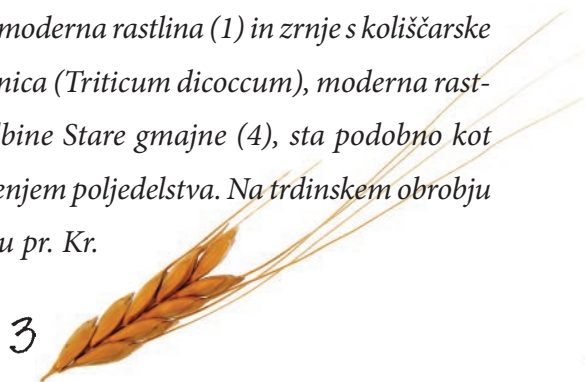 moderna rastlina (1) in zrnje s koliščarske
nica (Triticum dicoccum), moderna rast-
lbine Stare gmajne (4), sta podobno kot
enjem poljedelstva. Na trdinskem obrobju
u pr. Kr.
3